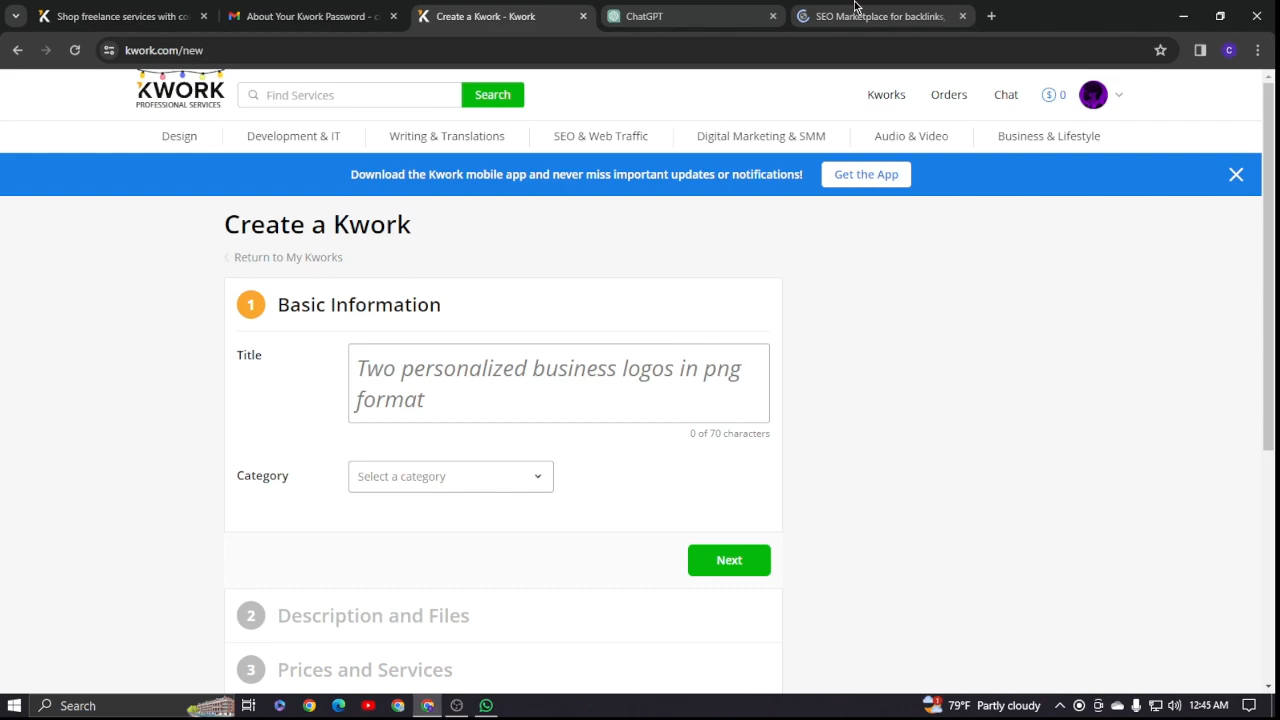 Shop freelance services with co
About Your Kwork Password - c
Create a Kwork - Kwork
ChatGPT
SEO Marketplace for backlinks,
kwork.com/new
C
KWORK
PROFESSIONAL SERVICES
Find Services
Search
Kworks
Orders
Chat
$ 0
Design
Development & IT
Writing & Translations
SEO & Web Traffic
Digital Marketing & SMM
Audio & Video
Business & Lifestyle
Download the Kwork mobile app and never miss important updates or notifications!
Get the App
Create a Kwork
Return to My Kworks
1 Basic Information
Title
Two personalized business logos in png
format
0 of 70 characters
Category
Select a category
Next
2 Description and Files
3 Prices and Services
Search
1
79°F Partly cloudy
12:45 AM